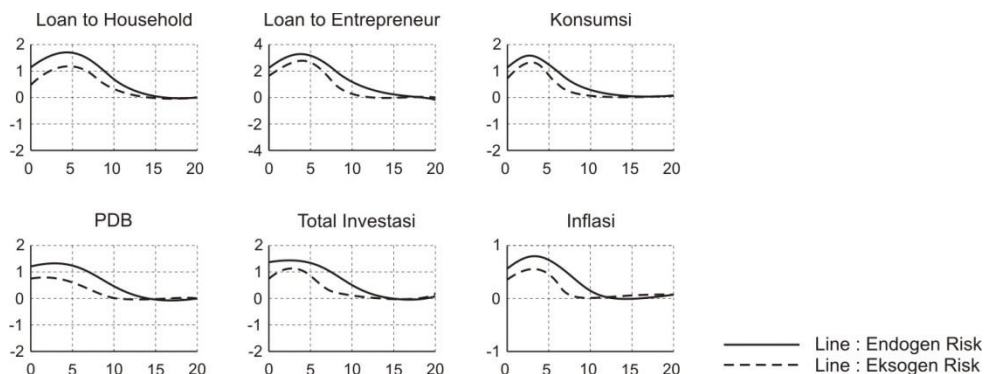 Loan to Household
2
1
0
-1
-2
0 5 10 15 20
Loan to Entrepreneur
4
2
0
-2
-4
0 5 10 15 20
Konsumsi
2
1
0
-1
-2
0 5 10 15 20
PDB
2
1
0
-1
-2
0 5 10 15 20
Total Investasi
2
1
0
-1
-2
0 5 10 15 20
Inflasi
1
0
-1
0 5 10 15 20
Line : Endogen Risk
Line : Eksogen Risk